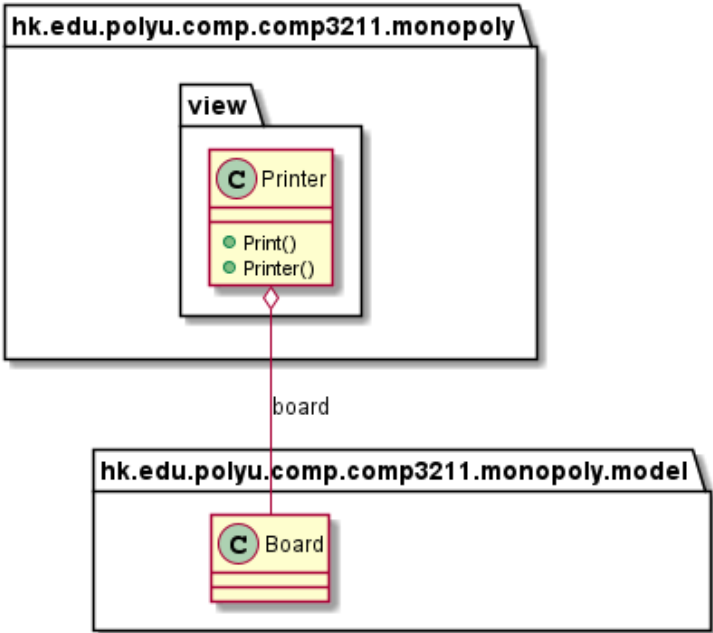 hk.edu.polyu.comp.comp3211.monopoly
view
C Printer
Print()
Printer()
board
hk.edu.polyu.comp.comp3211.monopoly.model
C Board